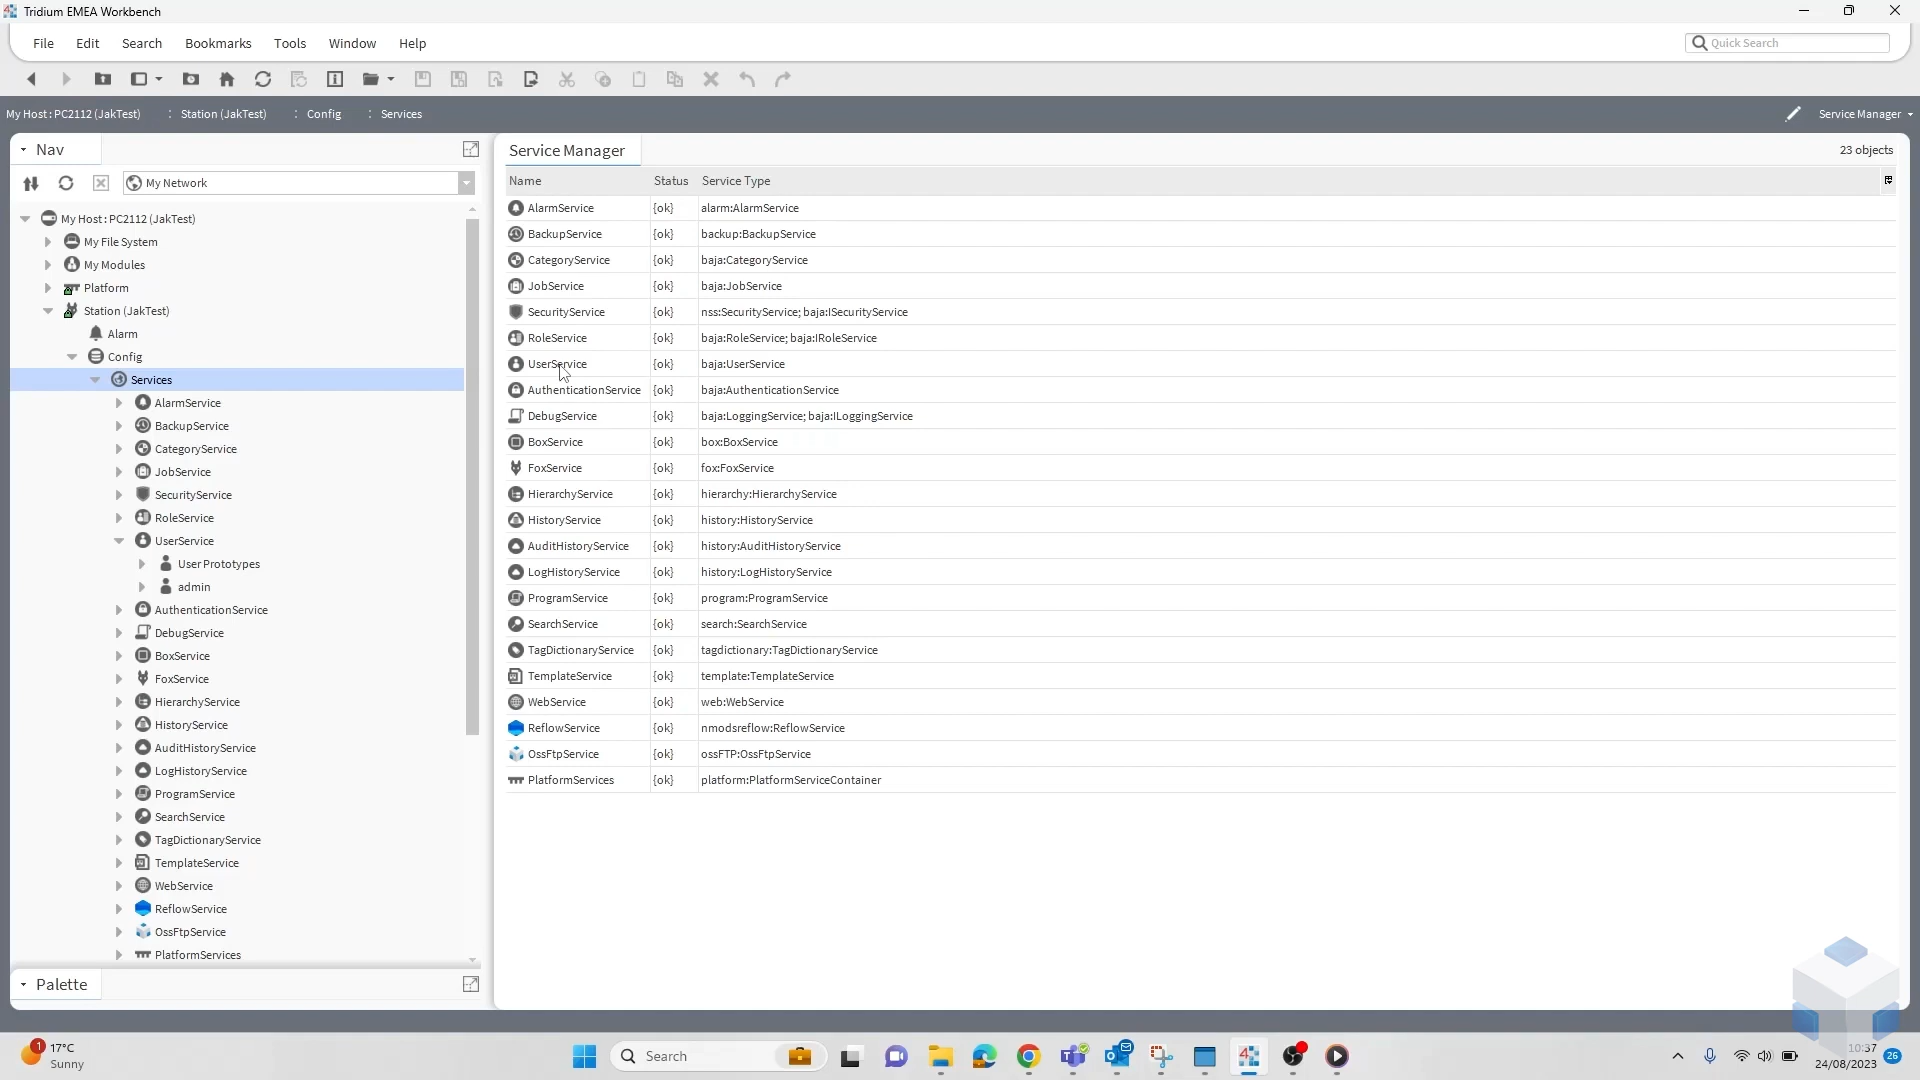 Tridium EMEA Workbench
File Edit Search Bookmarks Tools Window Help
Quick Search
My Host : PC2112 (JakTest) : Station (JakTest) : Config : Services
Service Manager
Nav
My Network
My Host : PC2112 (JakTest)
My File System
My Modules
Platform
Station (JakTest)
Alarm
Config
Services
AlarmService
BackupService
CategoryService
JobService
SecurityService
RoleService
UserService
User Prototypes
admin
AuthenticationService
DebugService
BoxService
FoxService
HierarchyService
HistoryService
AuditHistoryService
LogHistoryService
ProgramService
SearchService
TagDictionaryService
TemplateService
WebService
ReflowService
OssFtpService
PlatformServices
Palette
Service Manager
23 objects
Name Status Service Type
AlarmService {ok} alarm:AlarmService
BackupService {ok} backup:BackupService
CategoryService {ok} baja:CategoryService
JobService {ok} baja:JobService
SecurityService {ok} nss:SecurityService; baja:ISecurityService
RoleService {ok} baja:RoleService; baja:IRoleService
UserService {ok} baja:UserService
AuthenticationService {ok} baja:AuthenticationService
DebugService {ok} baja:LoggingService; baja:ILoggingService
BoxService {ok} box:BoxService
FoxService {ok} fox:FoxService
HierarchyService {ok} hierarchy:HierarchyService
HistoryService {ok} history:HistoryService
AuditHistoryService {ok} history:AuditHistoryService
LogHistoryService {ok} history:LogHistoryService
ProgramService {ok} program:ProgramService
SearchService {ok} search:SearchService
TagDictionaryService {ok} tagdictionary:TagDictionaryService
TemplateService {ok} template:TemplateService
WebService {ok} web:WebService
ReflowService {ok} nmodsreflow:ReflowService
OssFtpService {ok} ossFTP:OssFtpService
PlatformServices {ok} platform:PlatformServiceContainer
1
17°C
Sunny
Search
10:37
24/08/2023
26